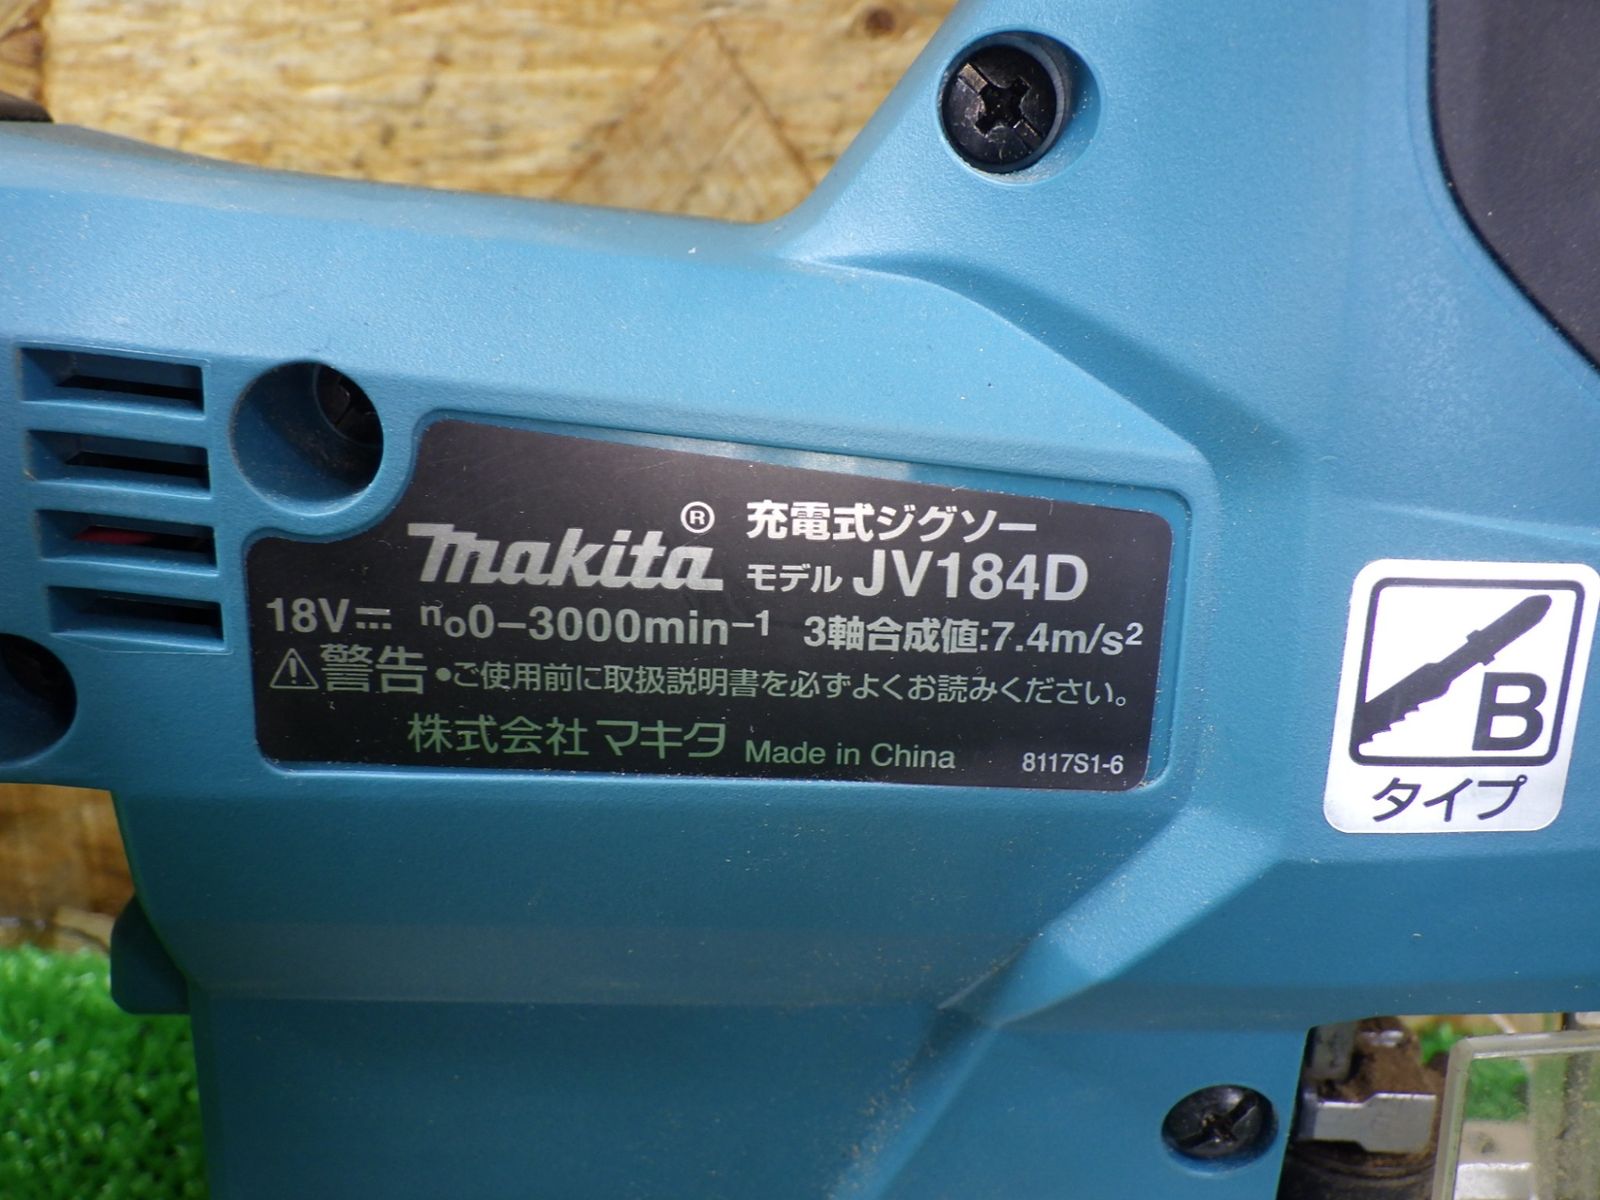 makita® 充電式ジグソー
モデル JV184D
18V⎓ no0−3000min−1 3軸合成値:7.4m/s2
⚠警告 •ご使用前に取扱説明書を必ずよくお読みください。
株式会社マキタ Made in China 8117S1-6
B
タイプ